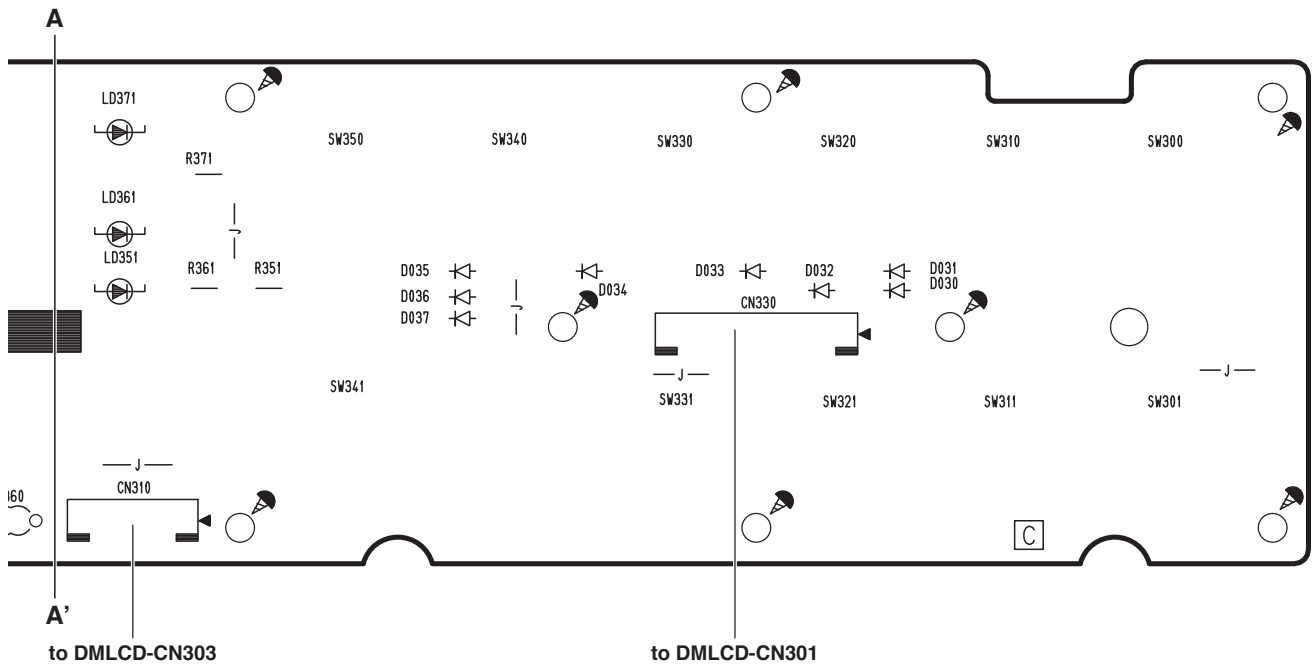 A
LD371
SW350 SW340 SW330 SW320 SW310 SW300
R371
LD361
J
LD351
R361 R351
D035 D034 D033 D032 D031
D036 D030
D037
J
CN330
SW341
J
J
SW331 SW321 SW311 SW301
J
CN310
360
C
A’
to DMLCD-CN303 to DMLCD-CN301